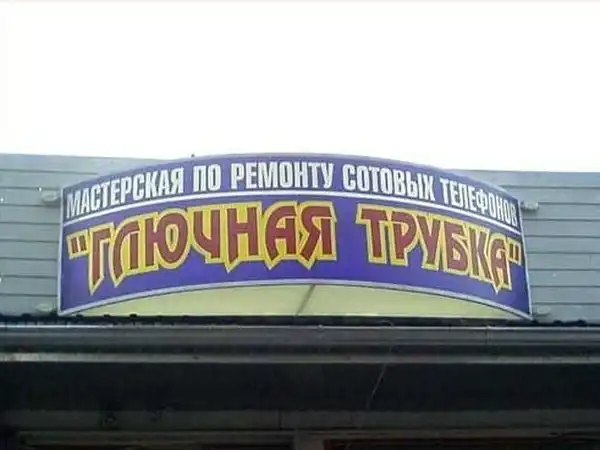 МАСТЕРСКАЯ ПО РЕМОНТУ СОТОВЫХ ТЕЛЕФОНОВ
"ГЛЮЧНАЯ ТРУБКА"